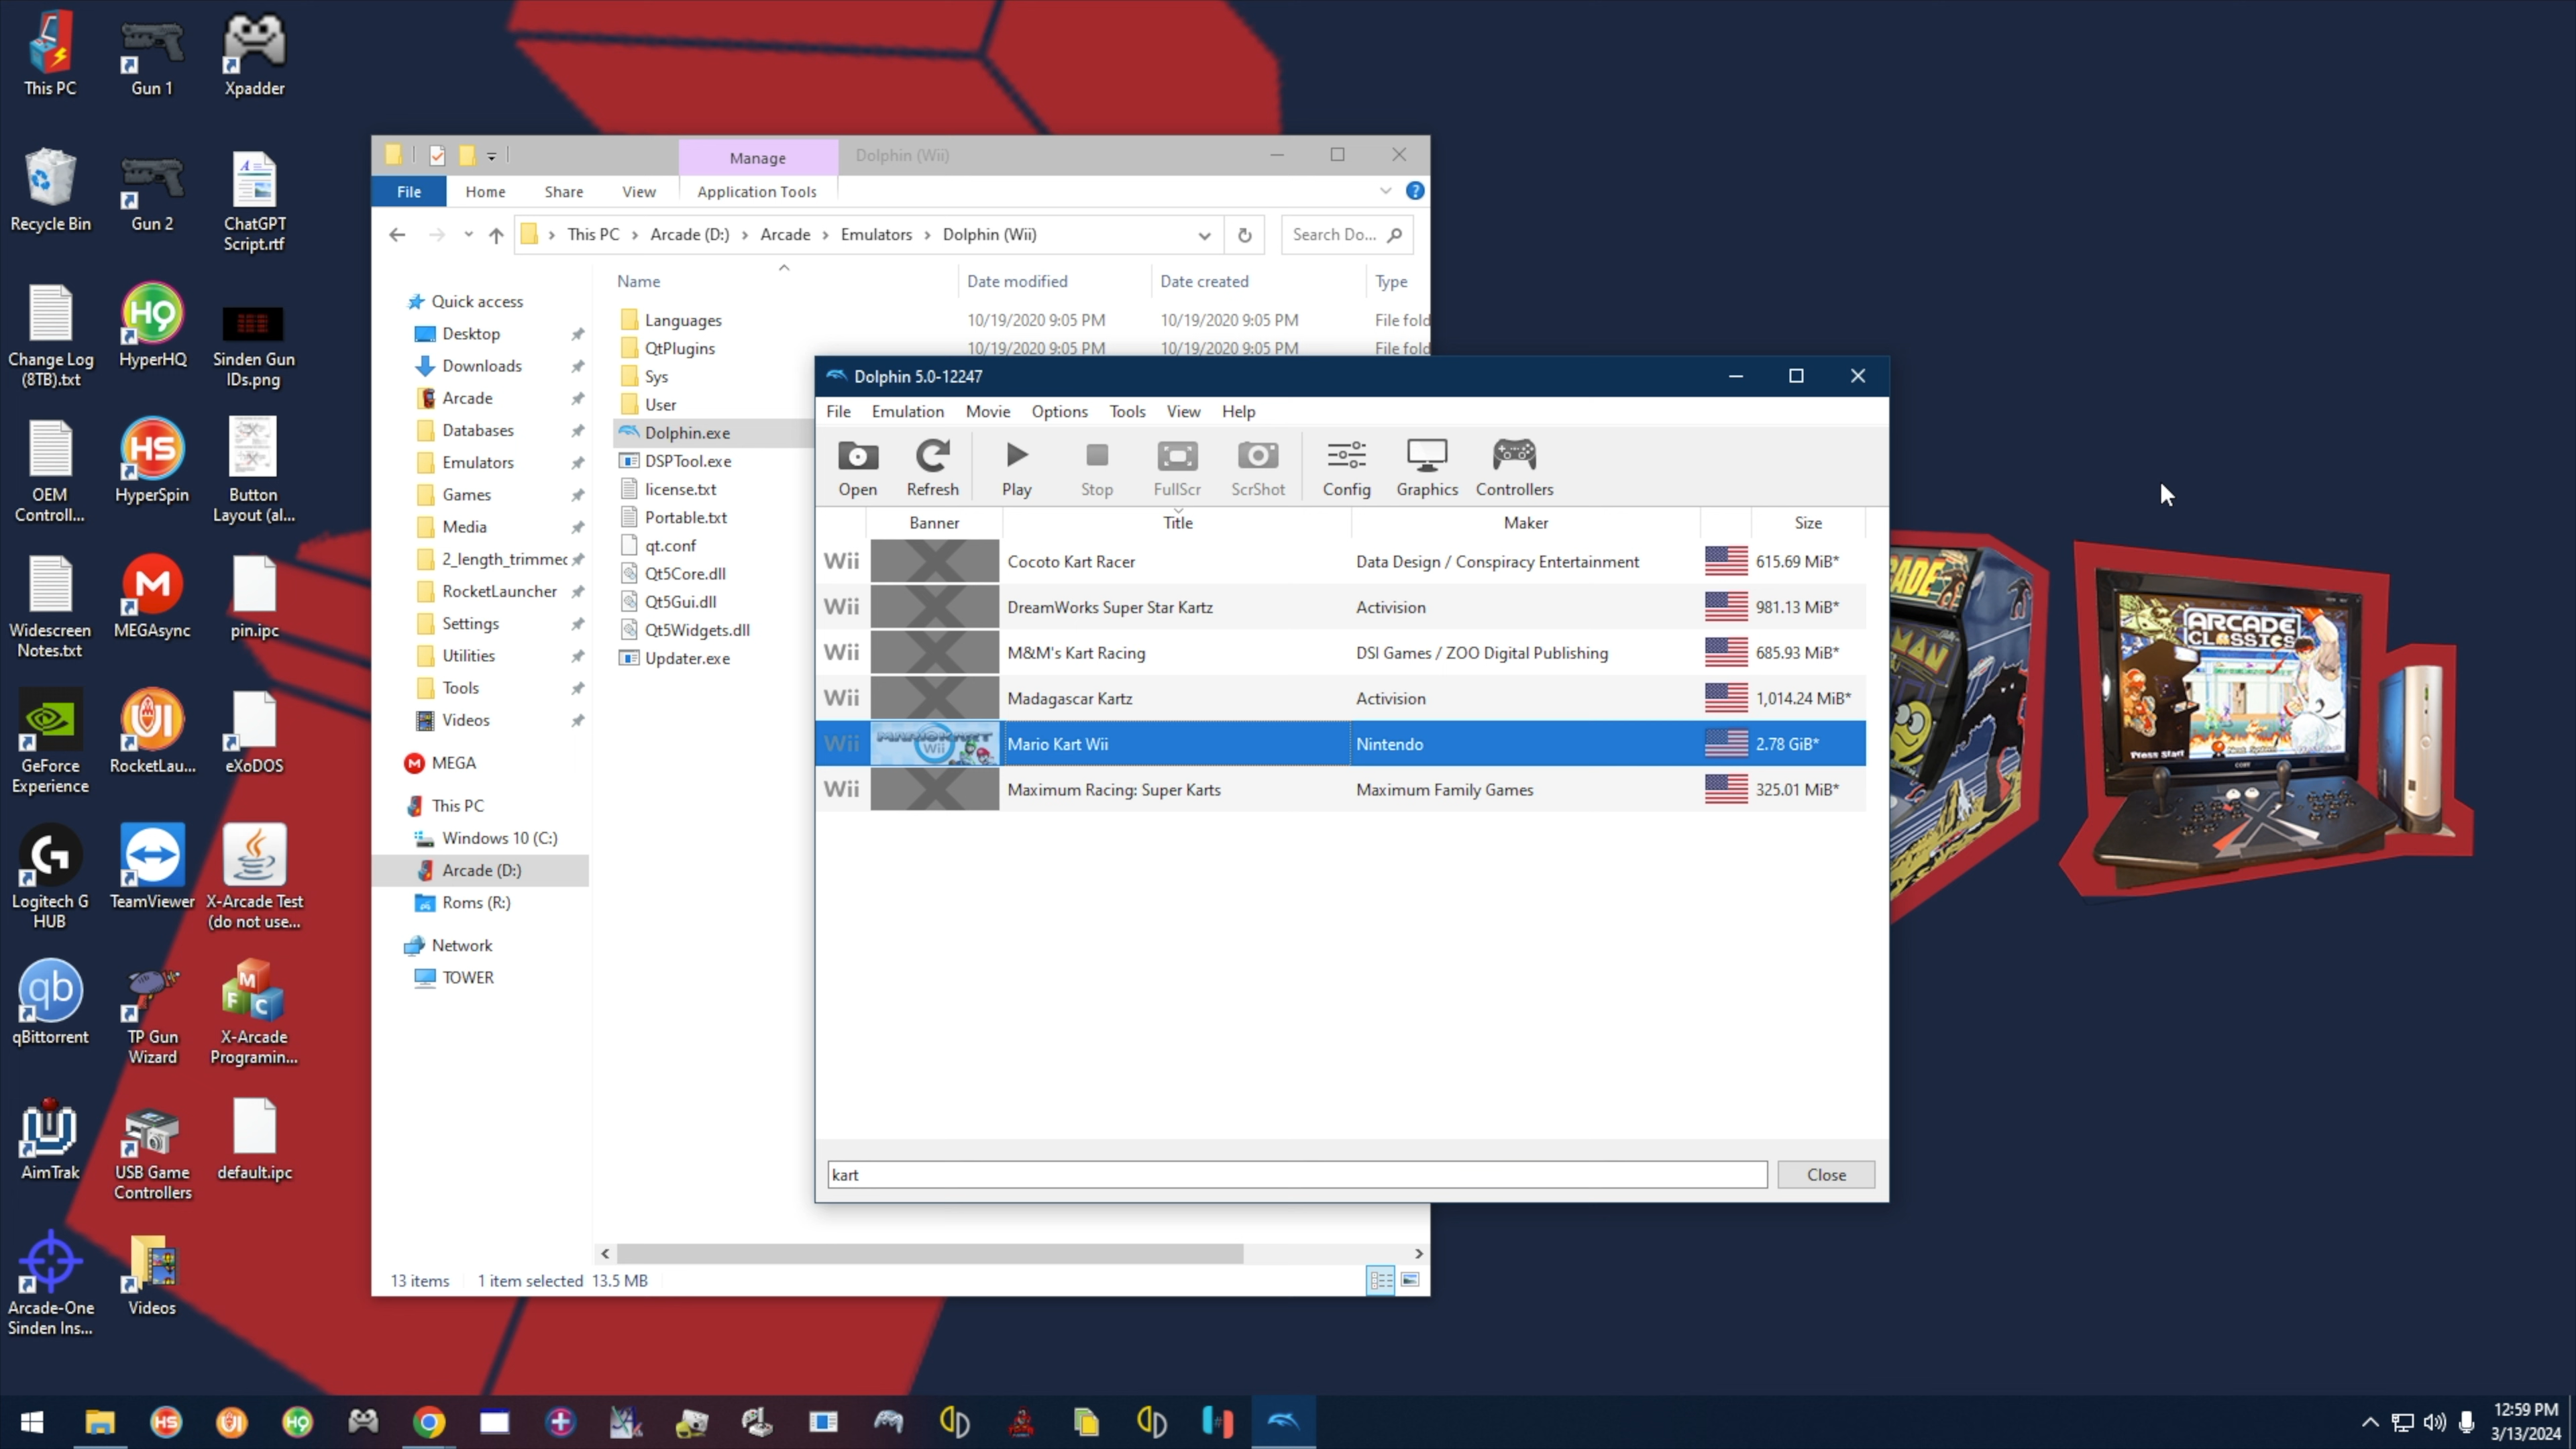 This PC
Gun 1
Xpadder
Recycle Bin
Gun 2
ChatGPT
Script.rtf
Change Log
(8TB).txt
HyperHQ
Sinden Gun
IDs.png
OEM
Controll...
HyperSpin
Button
Layout (al...
Widescreen
Notes.txt
MEGAsync
pin.ipc
GeForce
Experience
RocketLau...
eXoDOS
Logitech G
HUB
TeamViewer
X-Arcade Test
(do not use...
qBittorrent
TP Gun
Wizard
X-Arcade
Programin...
AimTrak
USB Game
Controllers
default.ipc
Arcade-One
Sinden Ins...
Videos
Manage
Dolphin (Wii)
File
Home
Share
View
Application Tools
This PC
Arcade (D:)
Arcade
Emulators
Dolphin (Wii)
Search Do...
Quick access
Desktop
Downloads
Arcade
Databases
Emulators
Games
Media
2_length_trimmec
RocketLauncher
Settings
Utilities
Tools
Videos
MEGA
This PC
Windows 10 (C:)
Arcade (D:)
Roms (R:)
Network
TOWER
Name Date modified Date created Type
Languages 10/19/2020 9:05 PM 10/19/2020 9:05 PM File fold
QtPlugins 10/19/2020 9:05 PM 10/19/2020 9:05 PM File fold
Sys
User
Dolphin.exe
DSPTool.exe
license.txt
Portable.txt
qt.conf
Qt5Core.dll
Qt5Gui.dll
Qt5Widgets.dll
Updater.exe
13 items 1 item selected 13.5 MB
Dolphin 5.0-12247
File Emulation Movie Options Tools View Help
Open Refresh Play Stop FullScr ScrShot Config Graphics Controllers
Banner Title Maker Size
Wii Cocoto Kart Racer Data Design / Conspiracy Entertainment 615.69 MiB*
Wii DreamWorks Super Star Kartz Activision 981.13 MiB*
Wii M&M's Kart Racing DSI Games / ZOO Digital Publishing 685.93 MiB*
Wii Madagascar Kartz Activision 1,014.24 MiB*
Wii MARIOKART Wii Mario Kart Wii Nintendo 2.78 GiB*
Wii Maximum Racing: Super Karts Maximum Family Games 325.01 MiB*
kart
Close
ARCADE
CLASSICS
Press Start
12:59 PM
3/13/2024